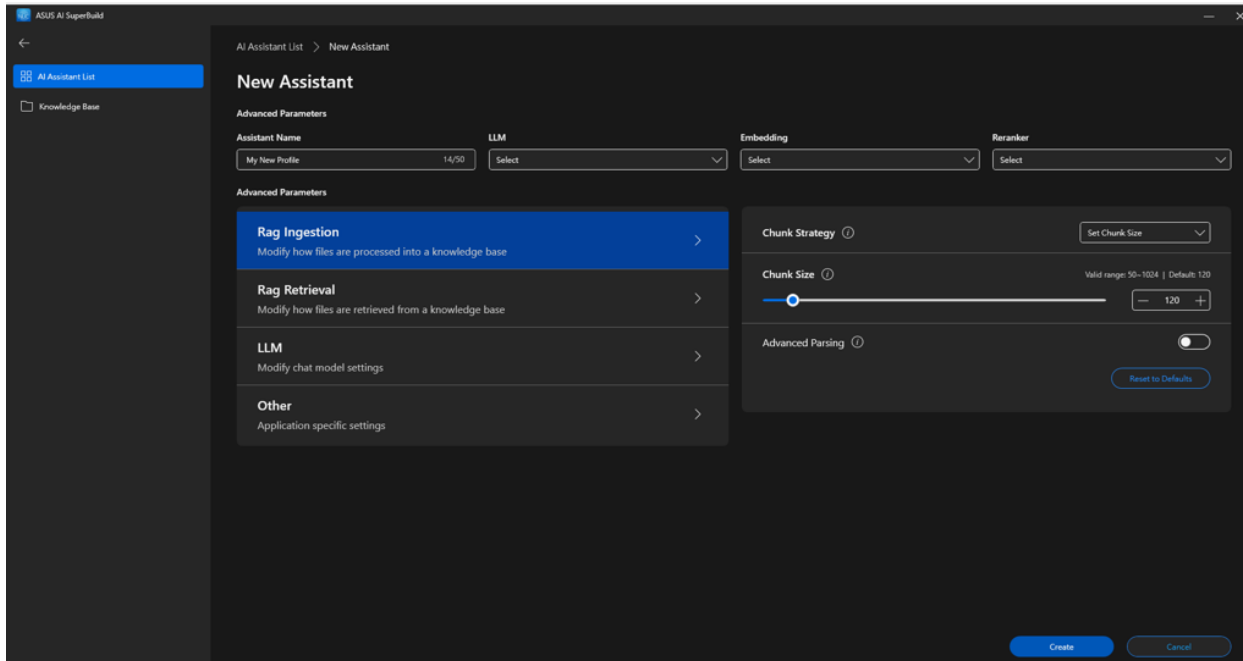 ASUS AI SuperBuild
AI Assistant List > New Assistant
AI Assistant List
Knowledge Base
New Assistant
Advanced Parameters
Assistant Name LLM Embedding Reranker
My New Profile 14/50 Select Select Select
Advanced Parameters
Rag Ingestion
Modify how files are processed into a knowledge base
Rag Retrieval
Modify how files are retrieved from a knowledge base
LLM
Modify chat model settings
Other
Application specific settings
Chunk Strategy Set Chunk Size
Chunk Size Valid range: 50~1024 | Default: 120
120
Advanced Parsing
Reset to Defaults
Create Cancel